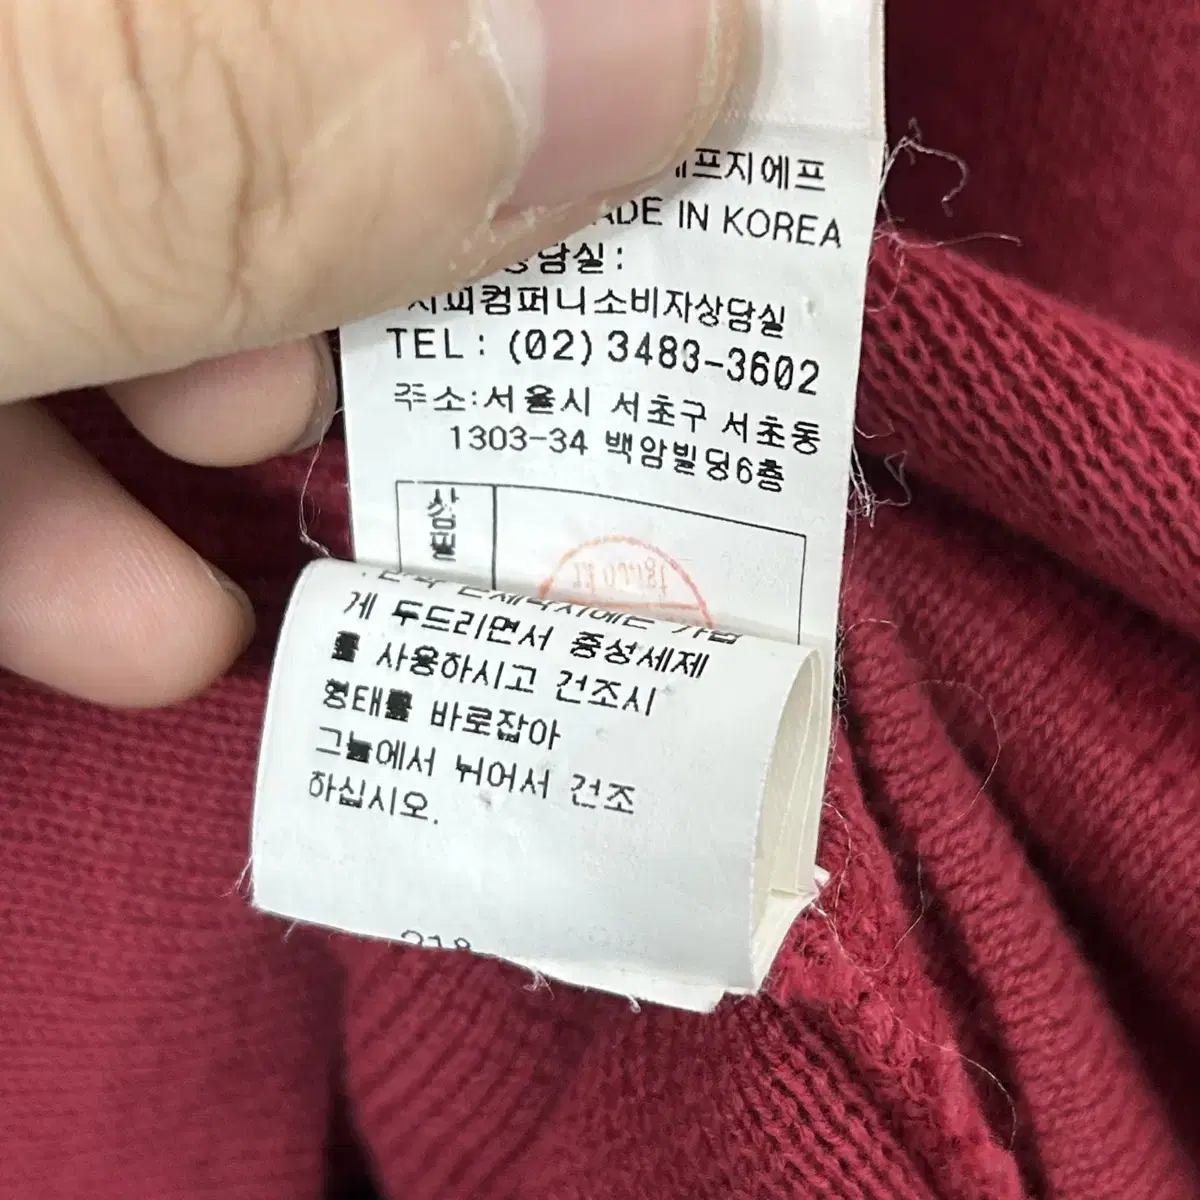 에프지에프
MADE IN KOREA
상담실:
지피컴퍼니소비자상담실
TEL: (02) 3483-3602
주소:서울시 서초구 서초동
1303-34 백암빌딩6층
게 두드리면서 중성세제
를 사용하시고 건조시
형태를 바로잡아
그늘에서 뉘어서 건조
하십시오.